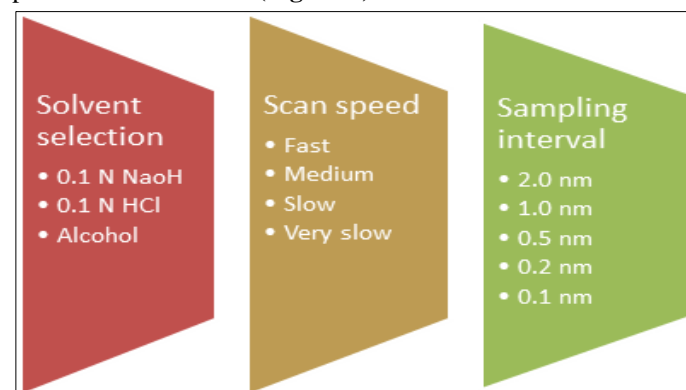 Solvent
selection
• 0.1 N NaoH
• 0.1 N HCl
• Alcohol
Scan speed
• Fast
• Medium
• Slow
• Very slow
Sampling
interval
• 2.0 nm
• 1.0 nm
• 0.5 nm
• 0.2 nm
• 0.1 nm